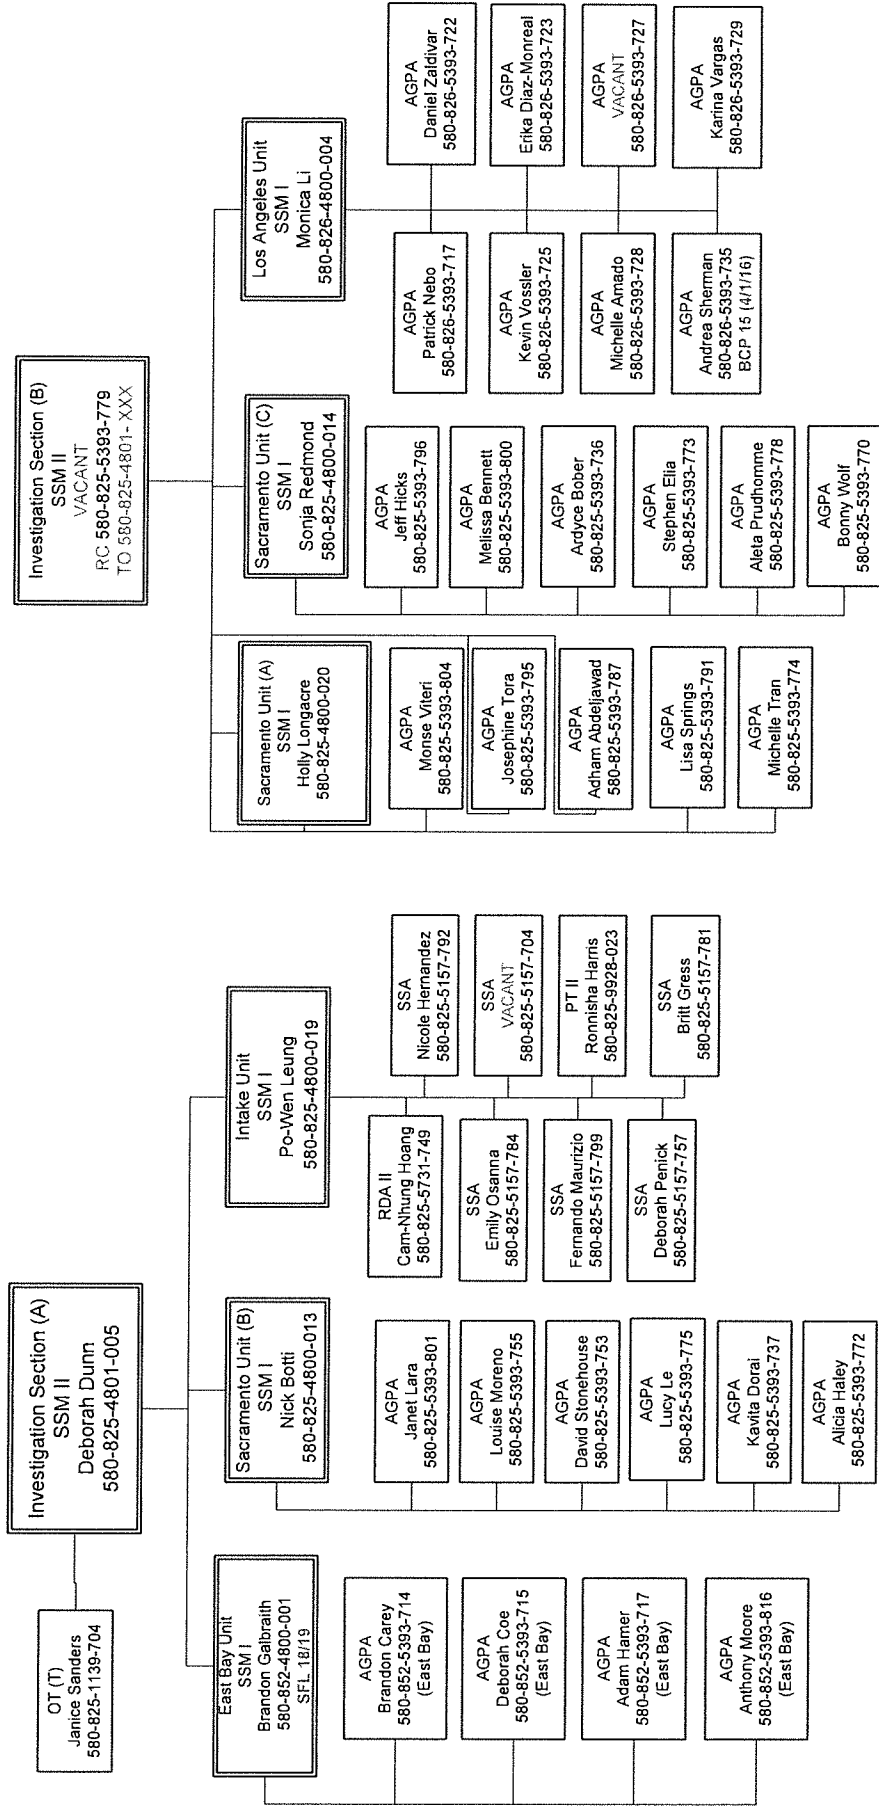 Investigation Section (A)
SSM II
Deborah Dunn
580-825-4801-005
OT (T)
Janice Sanders
580-825-1139-704
East Bay Unit
SSM I
Brandon Galbraith
580-852-4800-001
SFL 18/19
AGPA
Brandon Carey
580-852-5393-714
(East Bay)
AGPA
Deborah Coe
580-852-5393-715
(East Bay)
AGPA
Adam Hamer
580-852-5393-717
(East Bay)
AGPA
Anthony Moore
580-852-5393-816
(East Bay)
Sacramento Unit (B)
SSM I
Nick Botti
580-825-4800-013
AGPA
Janet Lara
580-825-5393-801
AGPA
Louise Moreno
580-825-5393-755
AGPA
David Stonehouse
580-825-5393-753
AGPA
Lucy Le
580-825-5393-775
AGPA
Kavita Dorai
580-825-5393-737
AGPA
Alicia Haley
580-825-5393-772
Intake Unit
SSM I
Po-Wen Leung
580-825-4800-019
RDA II
Cam-Nhung Hoang
580-825-5731-749
SSA
Emily Osanna
580-825-5157-784
SSA
Fernando Maurizio
580-825-5157-799
SSA
Deborah Penick
580-825-5157-757
SSA
Nicole Hernandez
580-825-5157-792
SSA
VACANT
580-825-5157-704
PT II
Ronnisha Harris
580-825-9928-023
SSA
Britt Gress
580-825-5157-781
Investigation Section (B)
SSM II
VACANT
RC 580-825-5393-779
TO 580-825-4801- XXX
Sacramento Unit (A)
SSM I
Holly Longacre
580-825-4800-020
AGPA
Monse Viteri
580-825-5393-804
AGPA
Josephine Tora
580-825-5393-795
AGPA
Adham Abdeljawad
580-825-5393-787
AGPA
Lisa Springs
580-825-5393-791
AGPA
Michelle Tran
580-825-5393-774
Sacramento Unit (C)
SSM I
Sonja Redmond
580-825-4800-014
AGPA
Jeff Hicks
580-825-5393-796
AGPA
Melissa Bennett
580-825-5393-800
AGPA
Ardyce Bober
580-825-5393-736
AGPA
Stephen Elia
580-825-5393-773
AGPA
Aleta Prudhomme
580-825-5393-778
AGPA
Bonny Wolf
580-825-5393-770
Los Angeles Unit
SSM I
Monica Li
580-826-4800-004
AGPA
Patrick Nebo
580-826-5393-717
AGPA
Kevin Vossler
580-826-5393-725
AGPA
Michelle Amado
580-826-5393-728
AGPA
Andrea Sherman
580-826-5393-735
BCP 15 (4/1/16)
AGPA
Daniel Zaldivar
580-826-5393-722
AGPA
Erika Diaz-Monreal
580-826-5393-723
AGPA
VACANT
580-826-5393-727
AGPA
Karina Vargas
580-826-5393-729